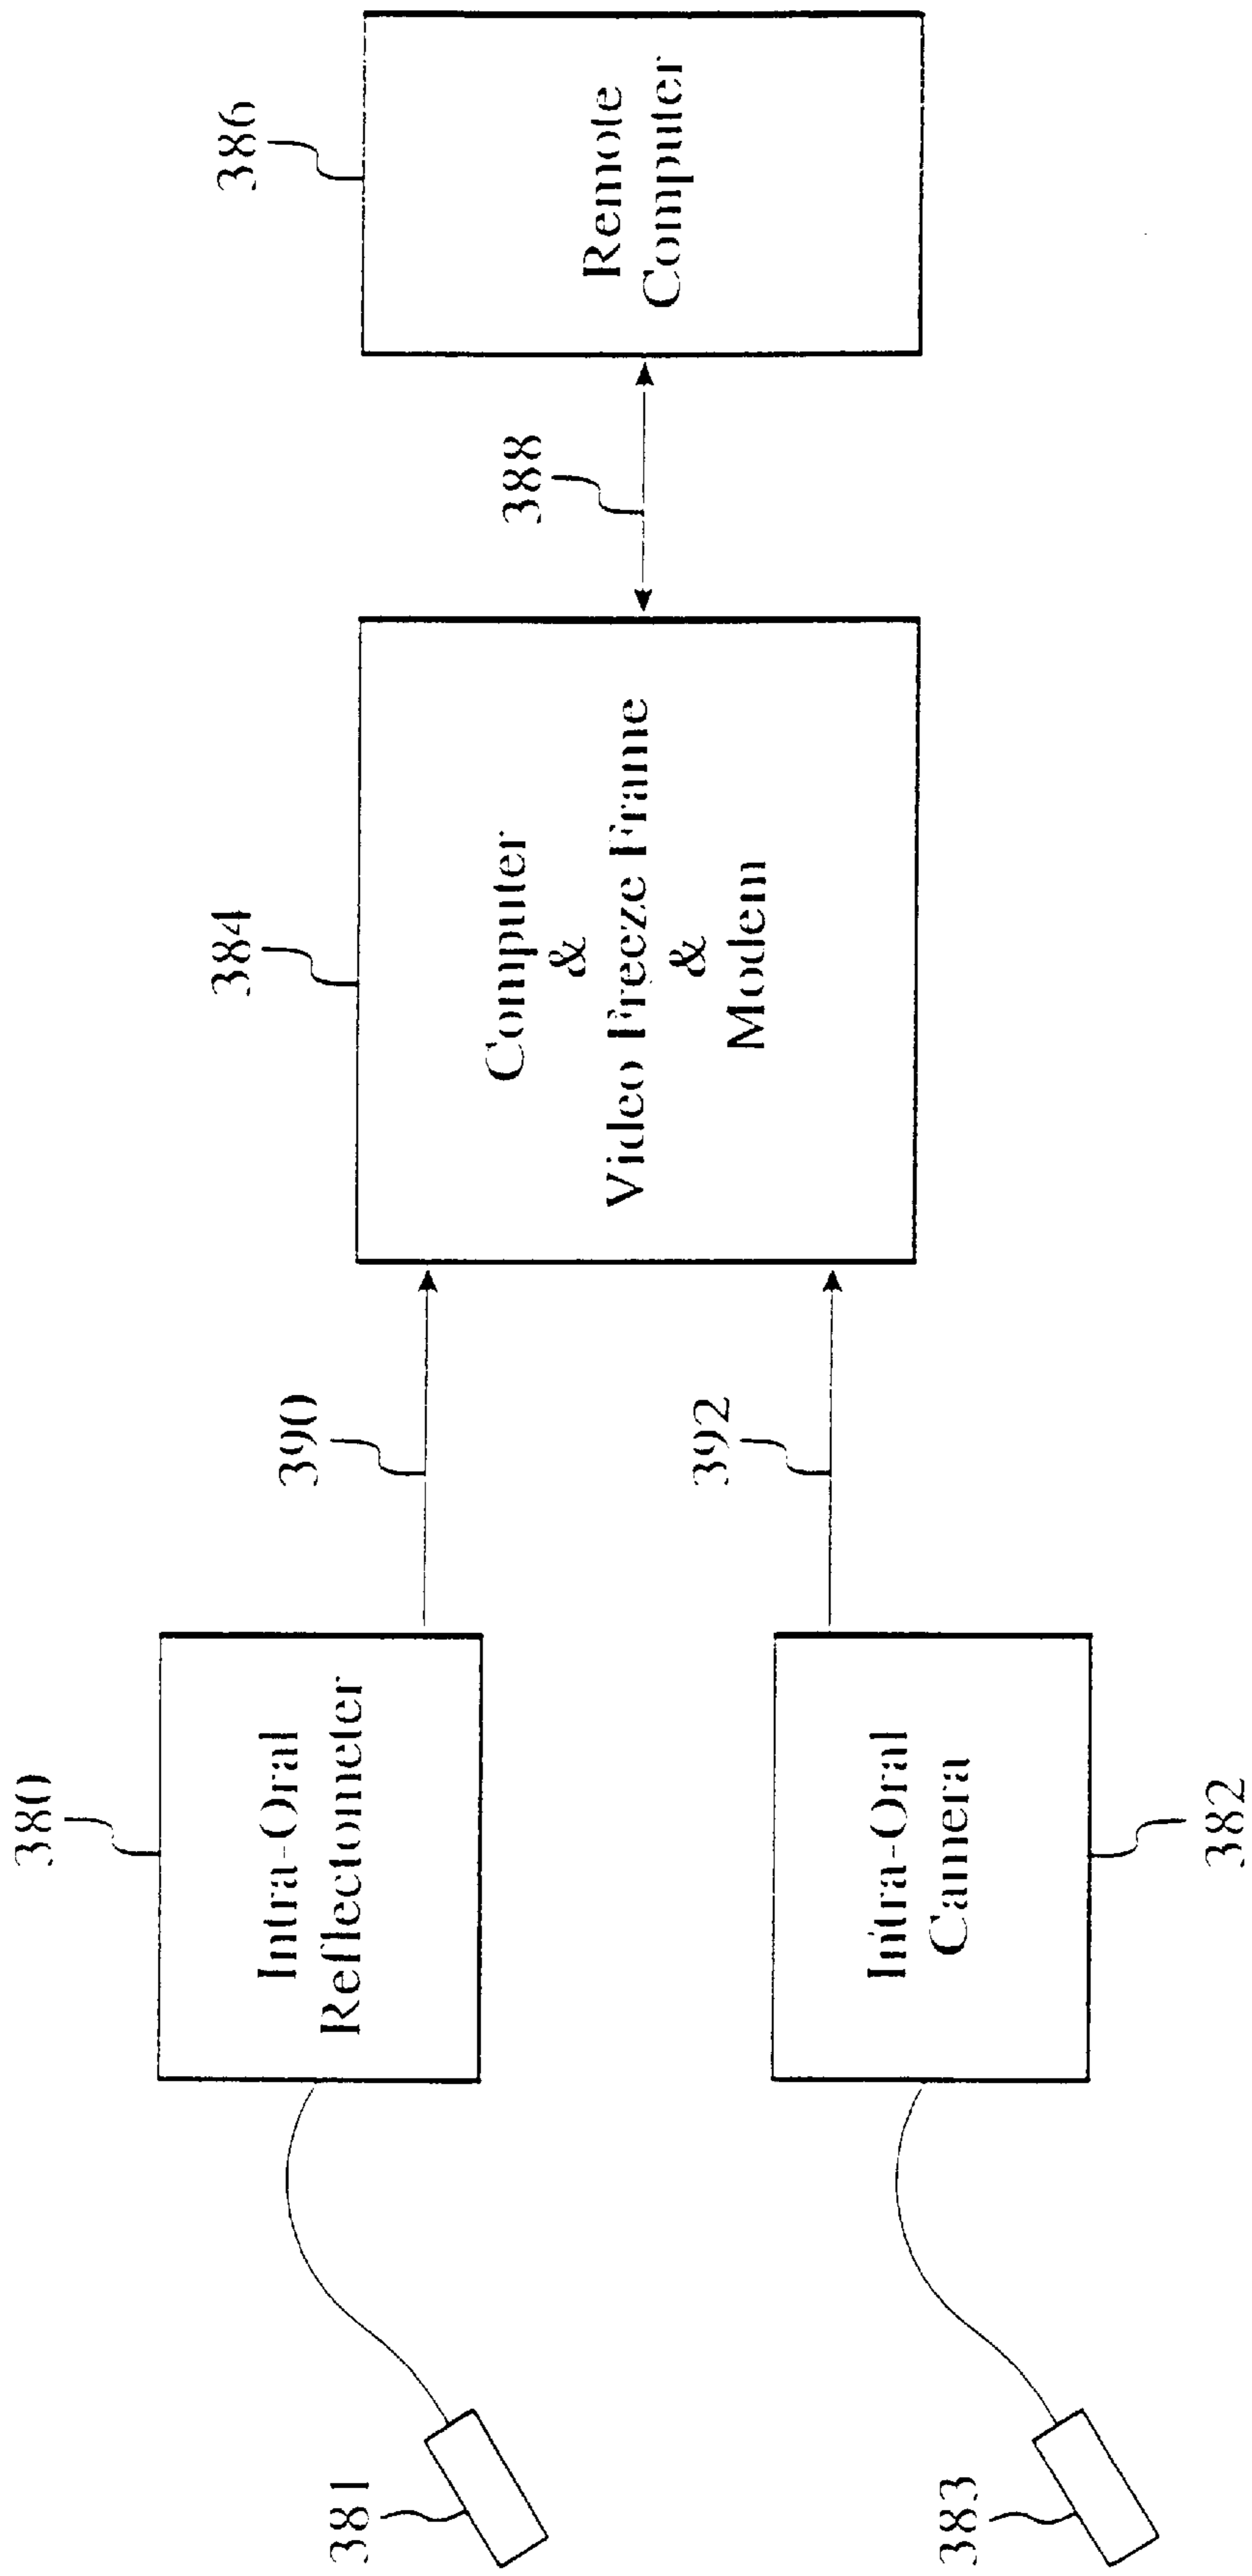 380
Intra-Oral
Reflectometer
381
390
384
Computer
&
Video Freeze Frame
&
Modem
388
386
Remote
Computer
392
Intra-Oral
Camera
382
383